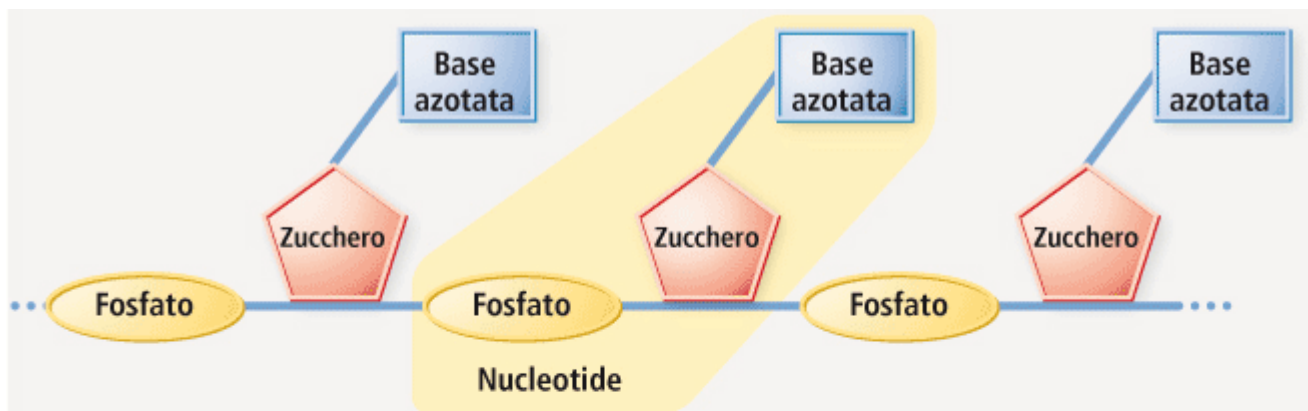 Base
azotata
Base
azotata
Base
azotata
Zucchero
Zucchero
Zucchero
Fosfato
Fosfato
Fosfato
Nucleotide